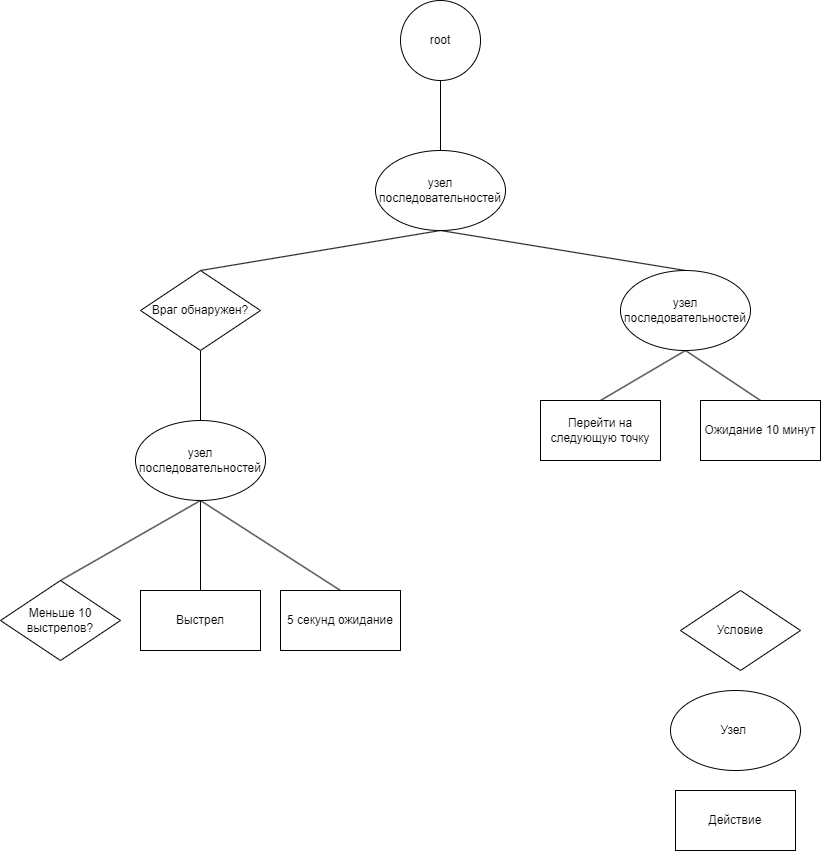 root
узел
последовательностей
Враг обнаружен?
узел
последовательностей
Перейти на
следующую точку
Ожидание 10 минут
узел
последовательностей
Меньше 10
выстрелов?
Выстрел
5 секунд ожидание
Условие
Узел
Действие